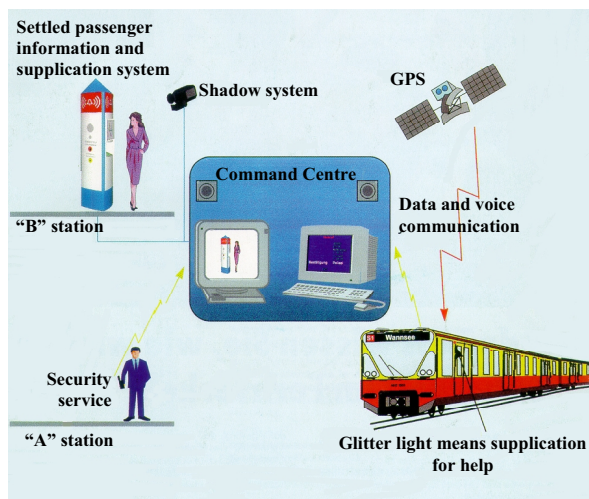 Settled passenger
information and
supplication system
Shadow system
GPS
Command Centre
"B" station
Data and voice
communication
S1 Wannsee
Security
service
"A" station
Glitter light means supplication
for help